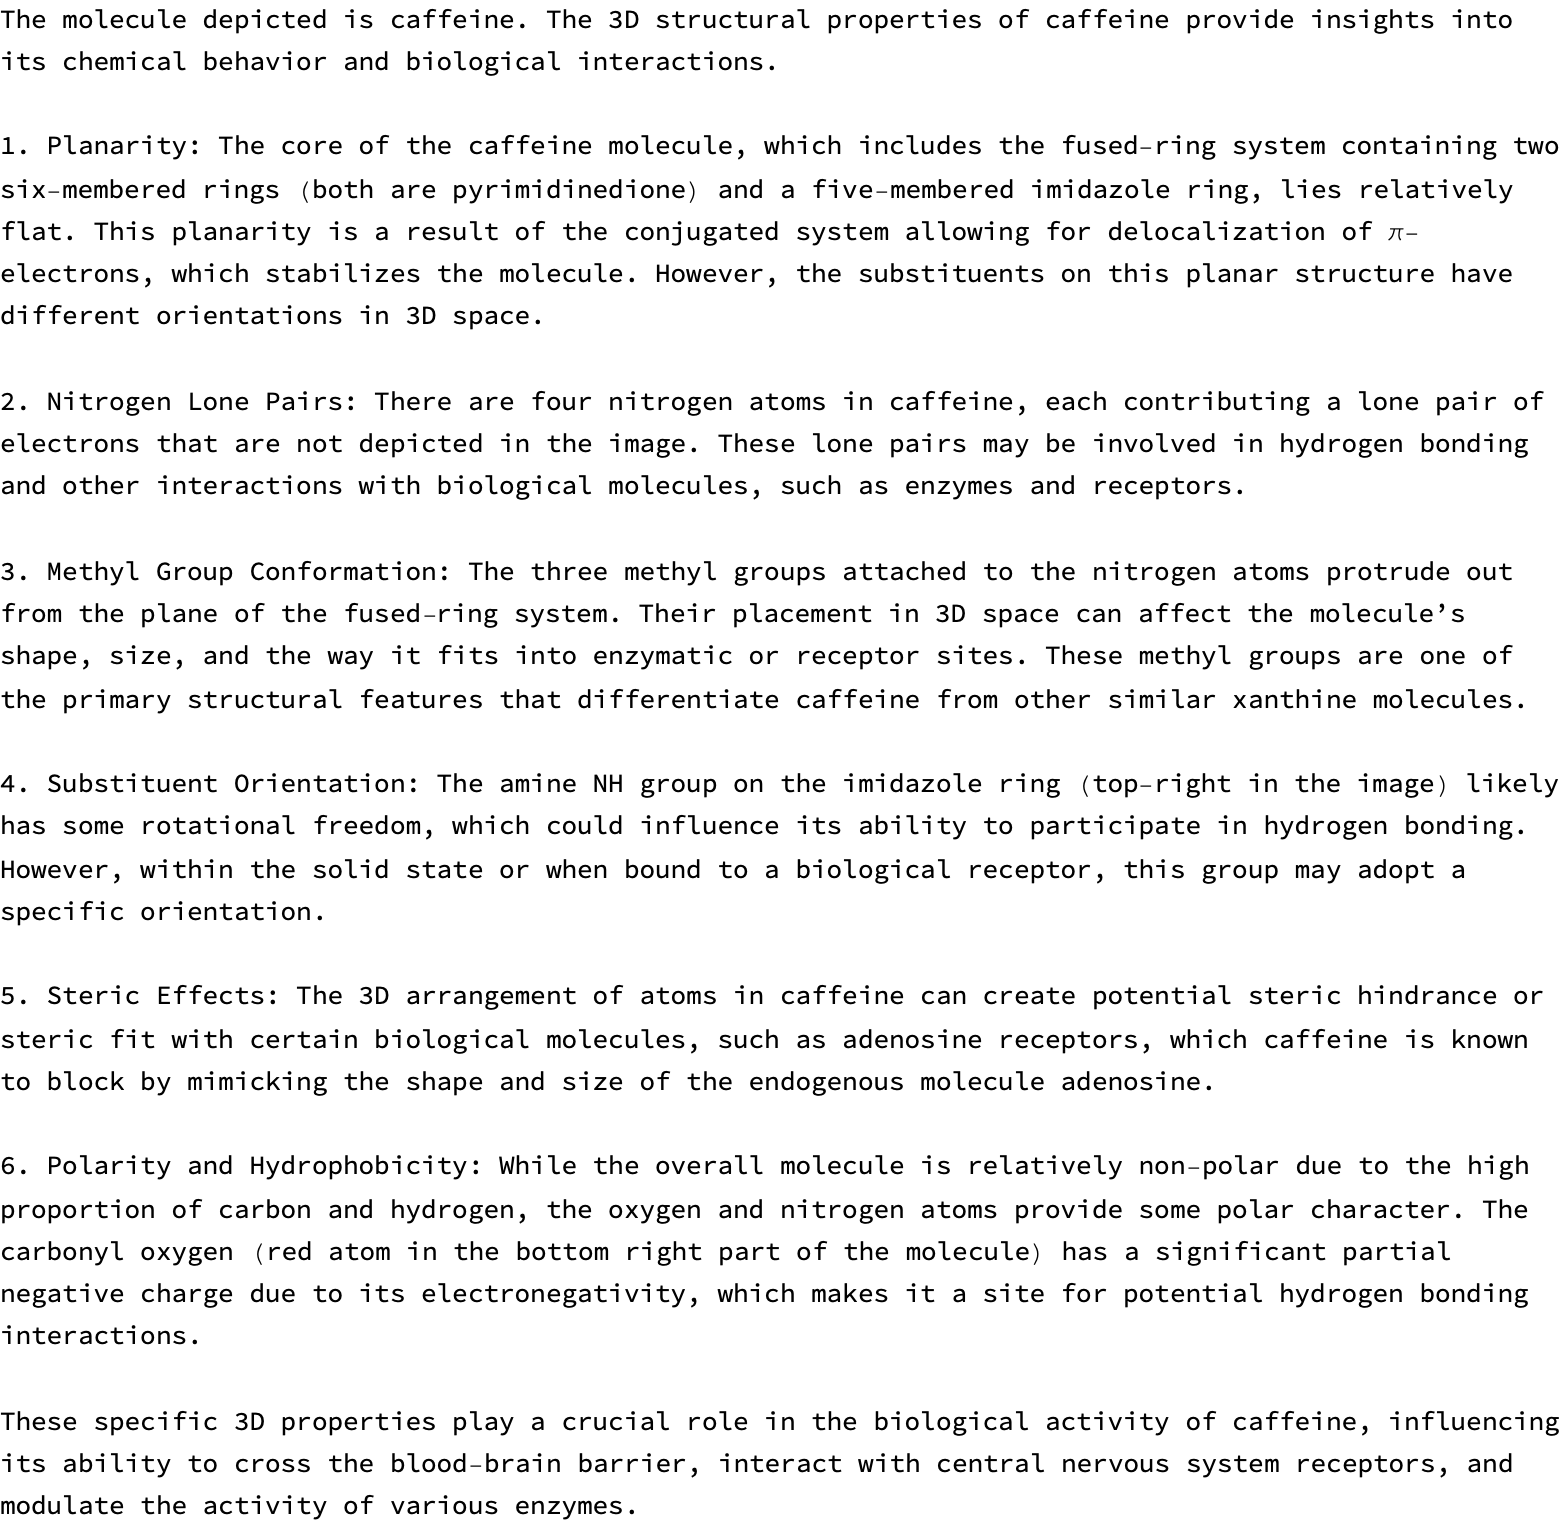 The molecule depicted is caffeine. The 3D structural properties of caffeine provide insights into
its chemical behavior and biological interactions.
1. Planarity: The core of the caffeine molecule, which includes the fused-ring system containing two
six-membered rings (both are pyrimidinedione) and a five-membered imidazole ring, lies relatively
flat. This planarity is a result of the conjugated system allowing for delocalization of π-
electrons, which stabilizes the molecule. However, the substituents on this planar structure have
different orientations in 3D space.
2. Nitrogen Lone Pairs: There are four nitrogen atoms in caffeine, each contributing a lone pair of
electrons that are not depicted in the image. These lone pairs may be involved in hydrogen bonding
and other interactions with biological molecules, such as enzymes and receptors.
3. Methyl Group Conformation: The three methyl groups attached to the nitrogen atoms protrude out
from the plane of the fused-ring system. Their placement in 3D space can affect the molecule’s
shape, size, and the way it fits into enzymatic or receptor sites. These methyl groups are one of
the primary structural features that differentiate caffeine from other similar xanthine molecules.
4. Substituent Orientation: The amine NH group on the imidazole ring (top-right in the image) likely
has some rotational freedom, which could influence its ability to participate in hydrogen bonding.
However, within the solid state or when bound to a biological receptor, this group may adopt a
specific orientation.
5. Steric Effects: The 3D arrangement of atoms in caffeine can create potential steric hindrance or
steric fit with certain biological molecules, such as adenosine receptors, which caffeine is known
to block by mimicking the shape and size of the endogenous molecule adenosine.
6. Polarity and Hydrophobicity: While the overall molecule is relatively non-polar due to the high
proportion of carbon and hydrogen, the oxygen and nitrogen atoms provide some polar character. The
carbonyl oxygen (red atom in the bottom right part of the molecule) has a significant partial
negative charge due to its electronegativity, which makes it a site for potential hydrogen bonding
interactions.
These specific 3D properties play a crucial role in the biological activity of caffeine, influencing
its ability to cross the blood-brain barrier, interact with central nervous system receptors, and
modulate the activity of various enzymes.